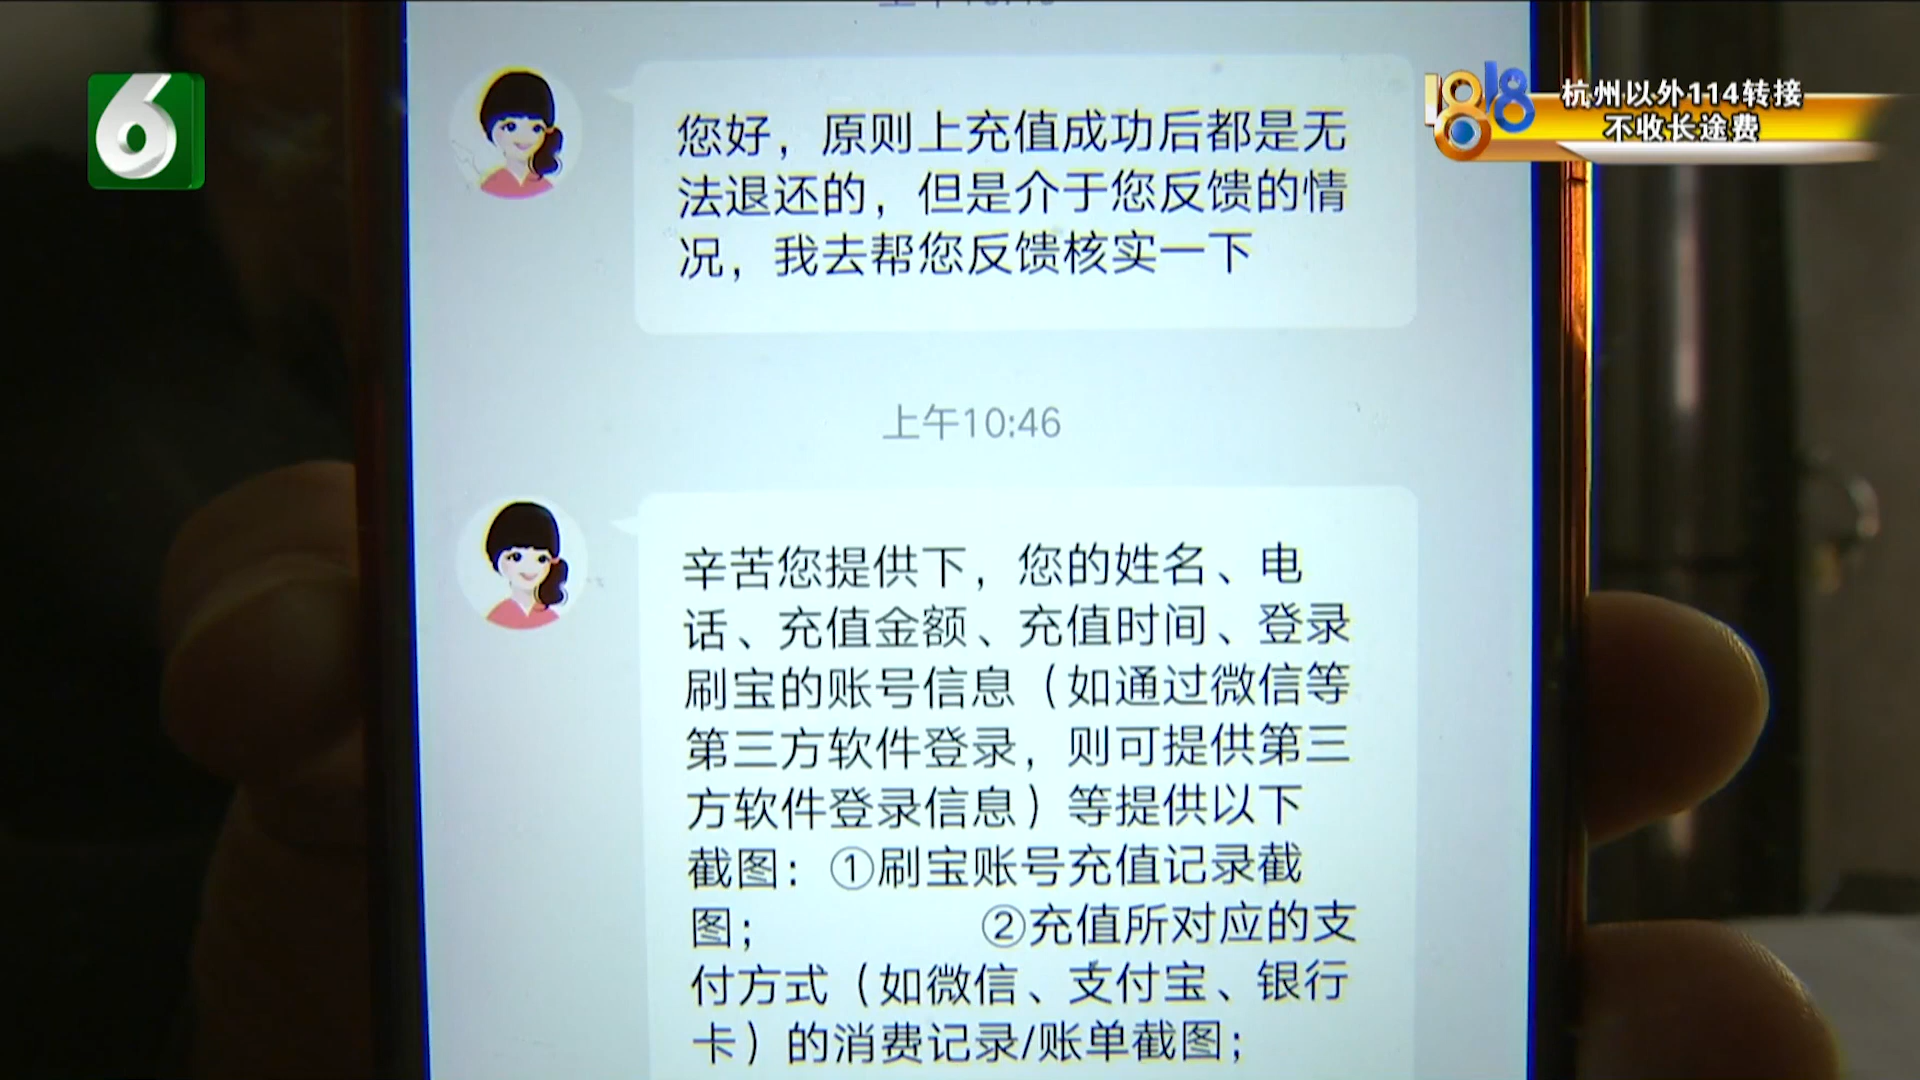 6
1818
杭州以外114转接
不收长途费
您好，原则上充值成功后都是无
法退还的，但是介于您反馈的情
况，我去帮您反馈核实一下
上午10:46
辛苦您提供下，您的姓名、电
话、充值金额、充值时间、登录
刷宝的账号信息（如通过微信等
第三方软件登录，则可提供第三
方软件登录信息）等提供以下
截图：①刷宝账号充值记录截
图； ②充值所对应的支
付方式（如微信、支付宝、银行
卡）的消费记录/账单截图；